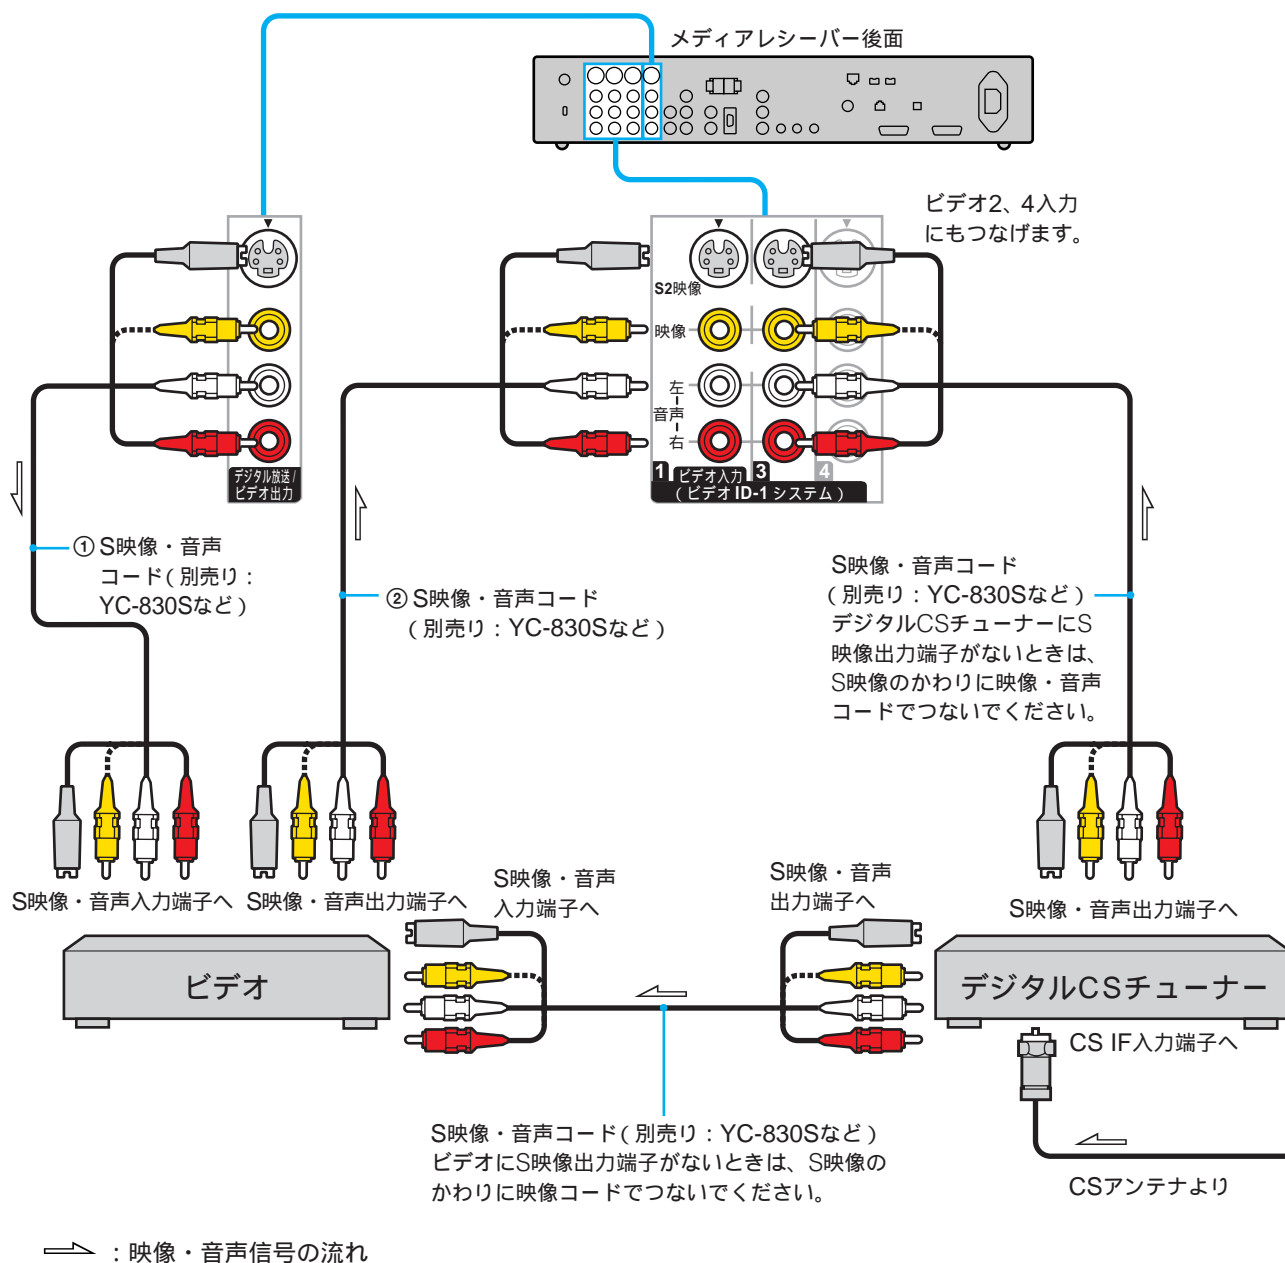 メディアレシーバー後面
ビデオ2、4入力
にもつなげます。
S2映像
映像
左
音声
右
1 ビデオ入力 3 4
(ビデオ ID-1 システム)
デジタル放送/
ビデオ出力
① S映像・音声
コード(別売り:
YC-830Sなど)
② S映像・音声コード
(別売り:YC-830Sなど)
S映像・音声コード
(別売り:YC-830Sなど)
デジタルCSチューナーにS
映像出力端子がないときは、
S映像のかわりに映像・音声
コードでつないでください。
S映像・音声入力端子へ
S映像・音声出力端子へ
S映像・音声
入力端子へ
S映像・音声
出力端子へ
S映像・音声出力端子へ
ビデオ
デジタルCSチューナー
CS IF入力端子へ
S映像・音声コード(別売り:YC-830Sなど)
ビデオにS映像出力端子がないときは、S映像の
かわりに映像コードでつないでください。
CSアンテナより
:映像・音声信号の流れ